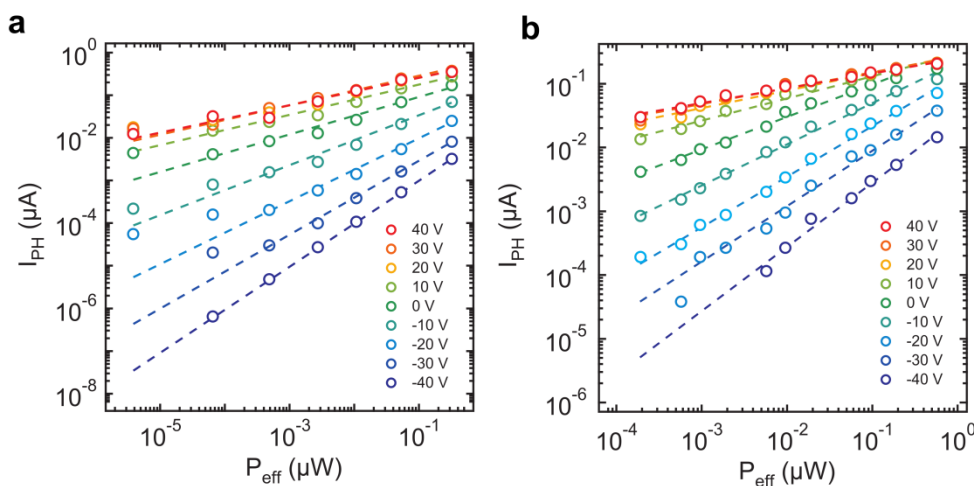 a
I_PH (µA)
10^0
10^-2
10^-4
10^-6
10^-8
40 V
30 V
20 V
10 V
0 V
-10 V
-20 V
-30 V
-40 V
10^-5
10^-3
10^-1
P_eff (µW)
b
I_PH (µA)
10^-1
10^-2
10^-3
10^-4
10^-5
10^-6
40 V
30 V
20 V
10 V
0 V
-10 V
-20 V
-30 V
-40 V
10^-4
10^-3
10^-2
10^-1
10^0
P_eff (µW)